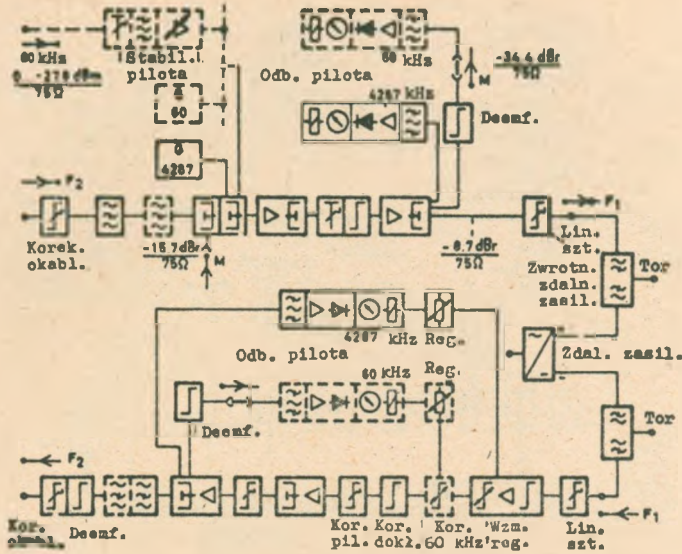 60 kHz
0 -27.8 dBm
75Ω
Stabil.
pilota
60
4287
Odb. pilota
60
kHz
4287 kHz
-34.4 dBr
75Ω
M
Deemf.
F₂
Korek.
okabl.
-15.7 dBr
75Ω
M
-8.7 dBr
75Ω
F₁
Lin.
szt.
Zwrotn.
zdaln.
zasil.
Tor
Zdal. zasil.
Odb. pilota
4287 kHz
Reg.
60 kHz
Reg.
Deemf.
Tor
F₂
Kor.
okabl.
Deemf.
Kor. Kor. Kor. Wzm.
pil. dokł. 60 kHz reg.
Lin.
szt.
F₁